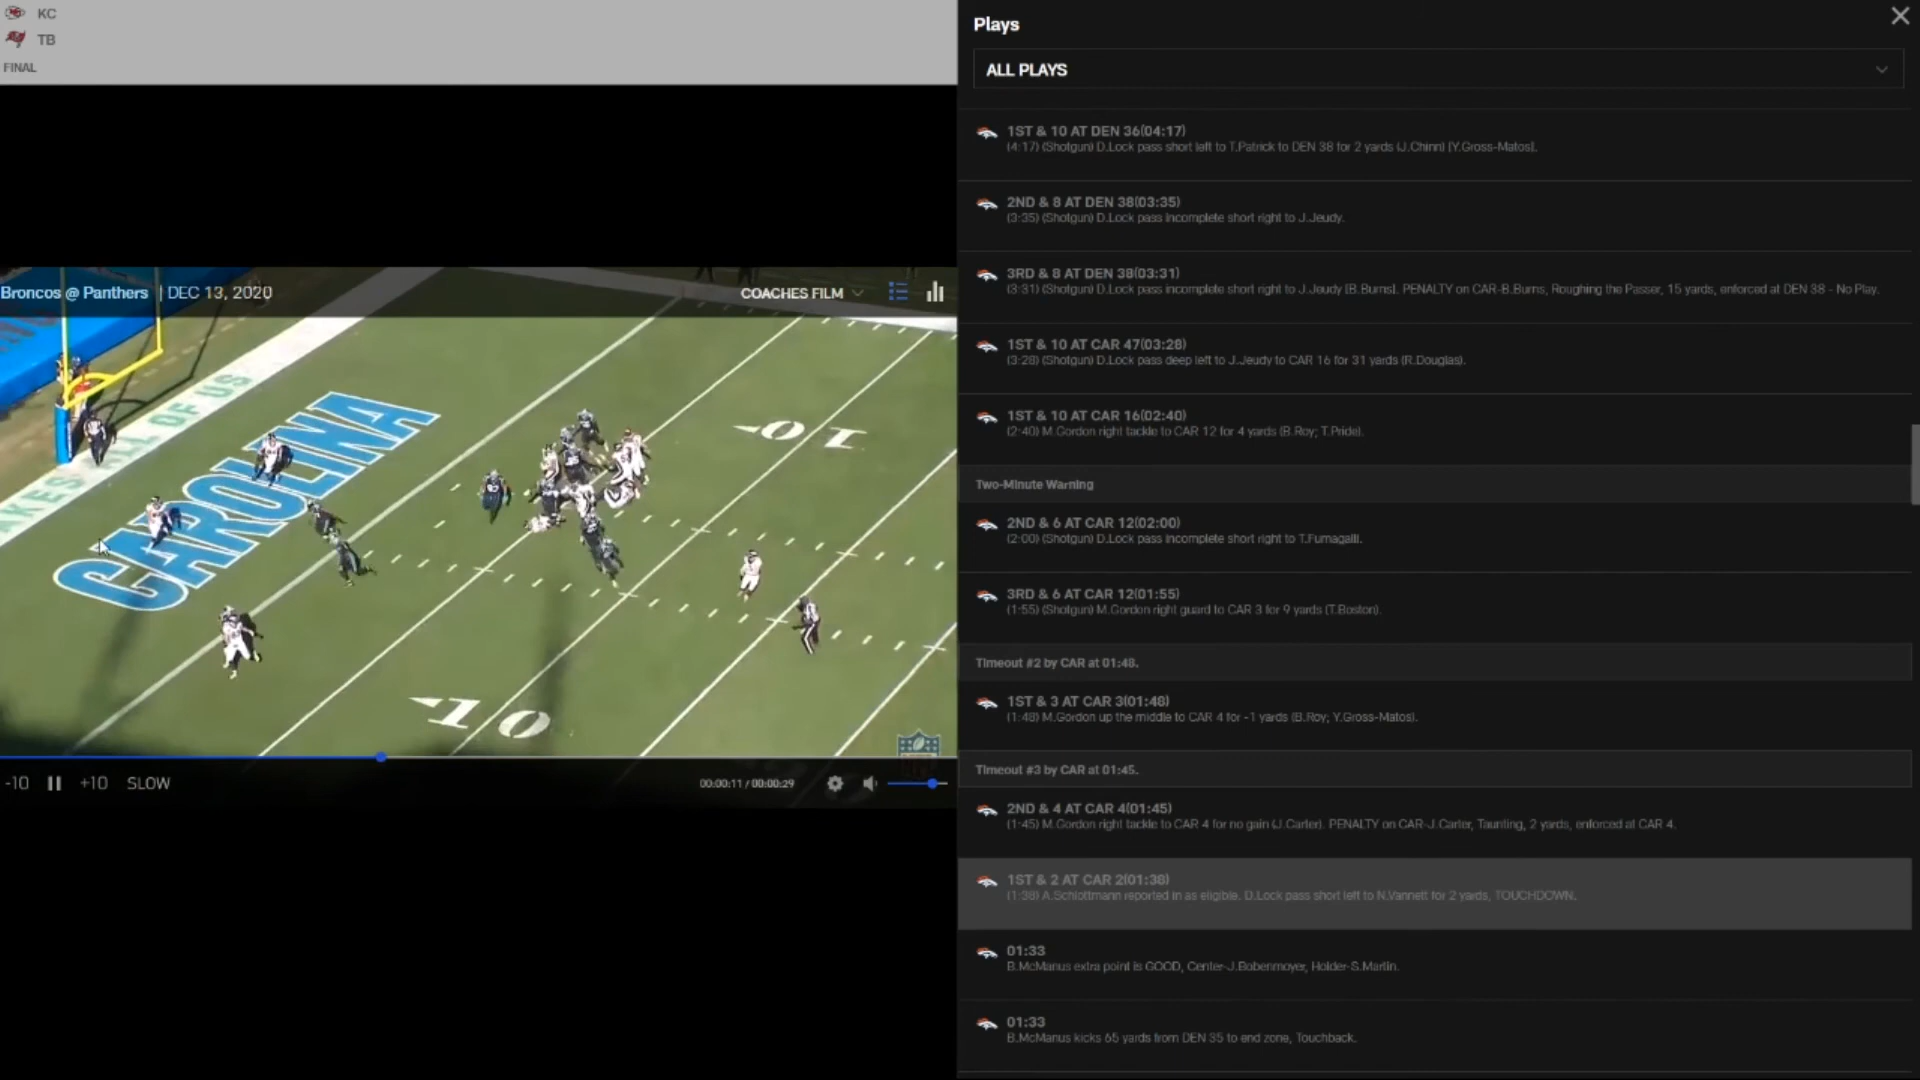 KC
TB
FINAL
Broncos @ Panthers | DEC 13, 2020
COACHES FILM
CAROLINA
10
10
-10
+10
SLOW
00:00:11 / 00:00:29
Plays
ALL PLAYS
1ST & 10 AT DEN 36(04:17)
(4:17) (Shotgun) D.Lock pass short left to T.Patrick to DEN 38 for 2 yards (J.Chinn) [Y.Gross-Matos].
2ND & 8 AT DEN 38(03:35)
(3:35) (Shotgun) D.Lock pass incomplete short right to J.Jeudy.
3RD & 8 AT DEN 38(03:31)
(3:31) (Shotgun) D.Lock pass incomplete short right to J.Jeudy [B.Burns]. PENALTY on CAR-B.Burns, Roughing the Passer, 15 yards, enforced at DEN 38 - No Play.
1ST & 10 AT CAR 47(03:28)
(3:28) (Shotgun) D.Lock pass deep left to J.Jeudy to CAR 16 for 31 yards (R.Douglas).
1ST & 10 AT CAR 16(02:40)
(2:40) M.Gordon right tackle to CAR 12 for 4 yards (B.Roy; T.Pride).
Two-Minute Warning
2ND & 6 AT CAR 12(02:00)
(2:00) (Shotgun) D.Lock pass incomplete short right to T.Fumagalli.
3RD & 6 AT CAR 12(01:55)
(1:55) (Shotgun) M.Gordon right guard to CAR 3 for 9 yards (T.Boston).
Timeout #2 by CAR at 01:48.
1ST & 3 AT CAR 3(01:48)
(1:48) M.Gordon up the middle to CAR 4 for -1 yards (B.Roy; Y.Gross-Matos).
Timeout #3 by CAR at 01:45.
2ND & 4 AT CAR 4(01:45)
(1:45) M.Gordon right tackle to CAR 4 for no gain (J.Carter). PENALTY on CAR-J.Carter, Taunting, 2 yards, enforced at CAR 4.
1ST & 2 AT CAR 2(01:38)
(1:38) A.Schlottmann reported in as eligible. D.Lock pass short left to N.Vannett for 2 yards, TOUCHDOWN.
01:33
B.McManus extra point is GOOD, Center-J.Bobenmoyer, Holder-S.Martin.
01:33
B.McManus kicks 65 yards from DEN 35 to end zone, Touchback.